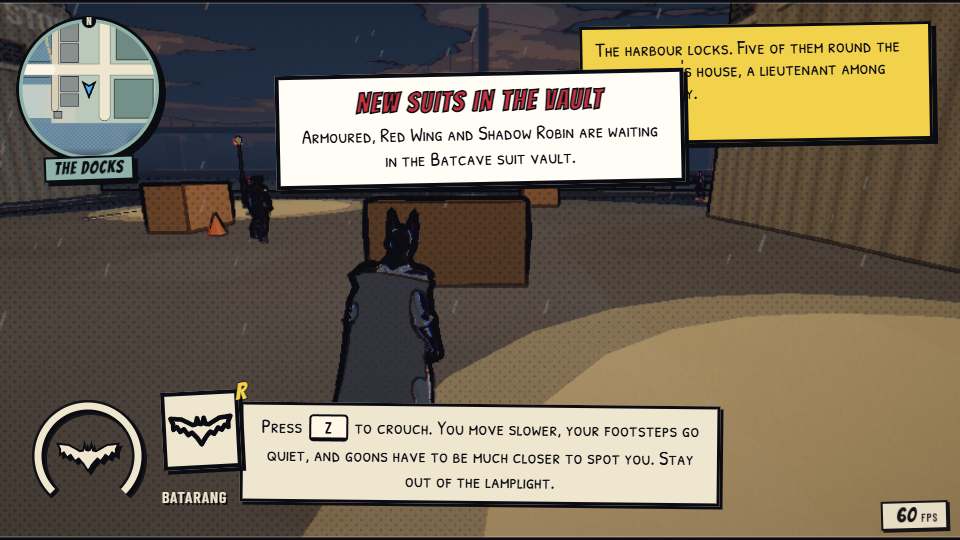 N
THE DOCKS
THE HARBOUR LOCKS. FIVE OF THEM ROUND THE
HOUSE, A LIEUTENANT AMONG
NEW SUITS IN THE VAULT
ARMOURED, RED WING AND SHADOW ROBIN ARE WAITING
IN THE BATCAVE SUIT VAULT.
R
BATARANG
PRESS Z TO CROUCH. YOU MOVE SLOWER, YOUR FOOTSTEPS GO
QUIET, AND GOONS HAVE TO BE MUCH CLOSER TO SPOT YOU. STAY
OUT OF THE LAMPLIGHT.
60 FPS